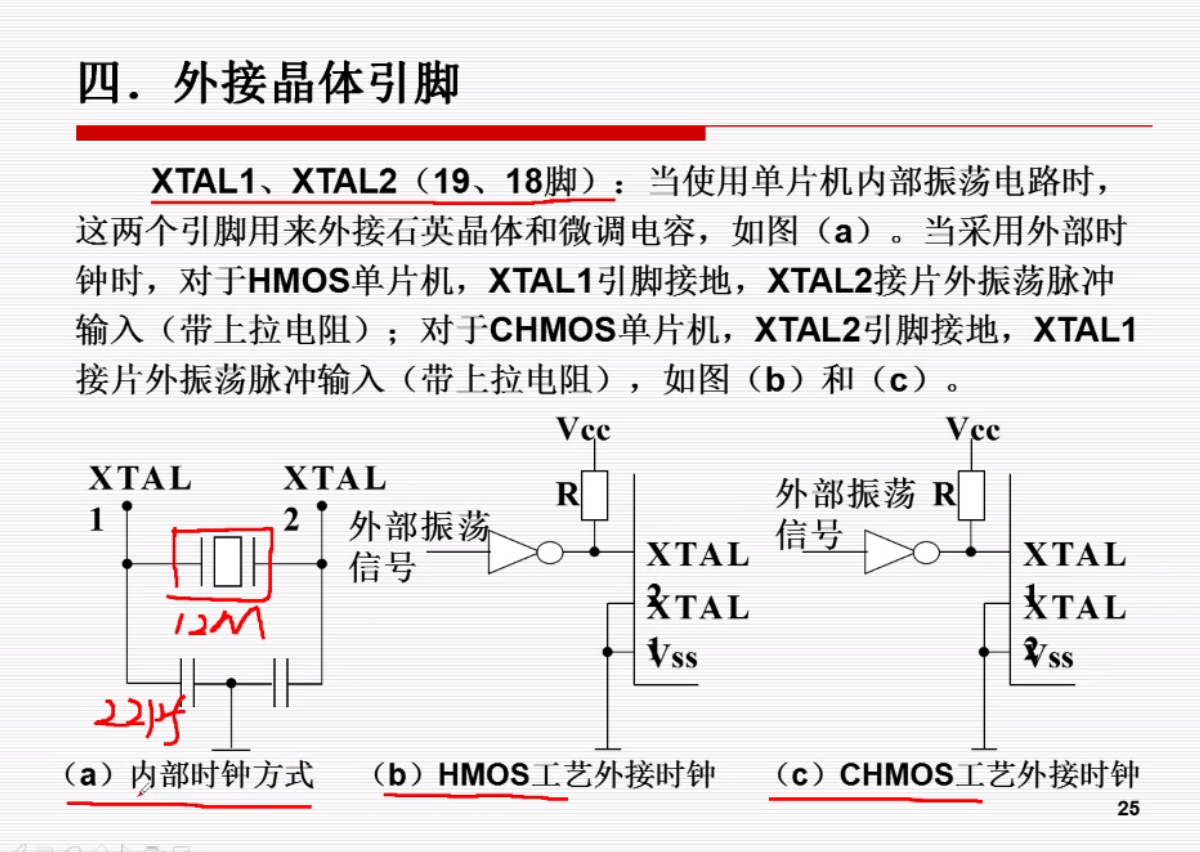 四．外接晶体引脚
XTAL1、XTAL2（19、18脚）：当使用单片机内部振荡电路时，
这两个引脚用来外接石英晶体和微调电容，如图（a）。当采用外部时
钟时，对于HMOS单片机，XTAL1引脚接地，XTAL2接片外振荡脉冲
输入（带上拉电阻）；对于CHMOS单片机，XTAL2引脚接地，XTAL1
接片外振荡脉冲输入（带上拉电阻），如图（b）和（c）。
XTAL
1
XTAL
2
12M
22pf
（a）内部时钟方式
Vcc
R
外部振荡
信号
XTAL
2
XTAL
1
Vss
（b）HMOS工艺外接时钟
Vcc
R
外部振荡
信号
XTAL
1
XTAL
2
Vss
（c）CHMOS工艺外接时钟
25